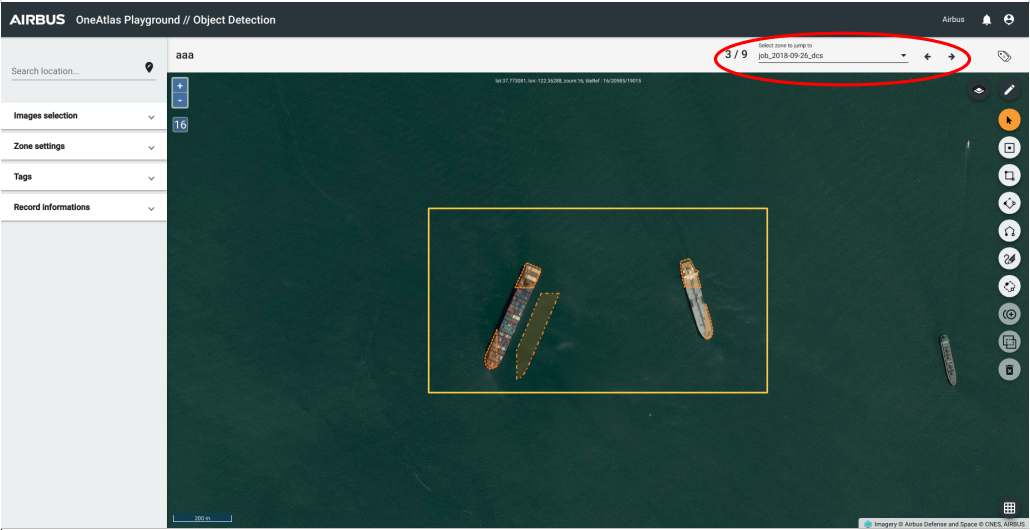 AIRBUS OneAtlas Playground // Object Detection
Airbus
Search location...
aaa
3 / 9
Select zone to jump to
job_2018-09-26_dcs
Images selection
Zone settings
Tags
Record informations
+
-
16
lat:37.773081; lon:-122.36288; zoom:16; tileRef : 16/20985/19015
200 m
Imagery © Airbus Defense and Space © CNES, AIRBUS